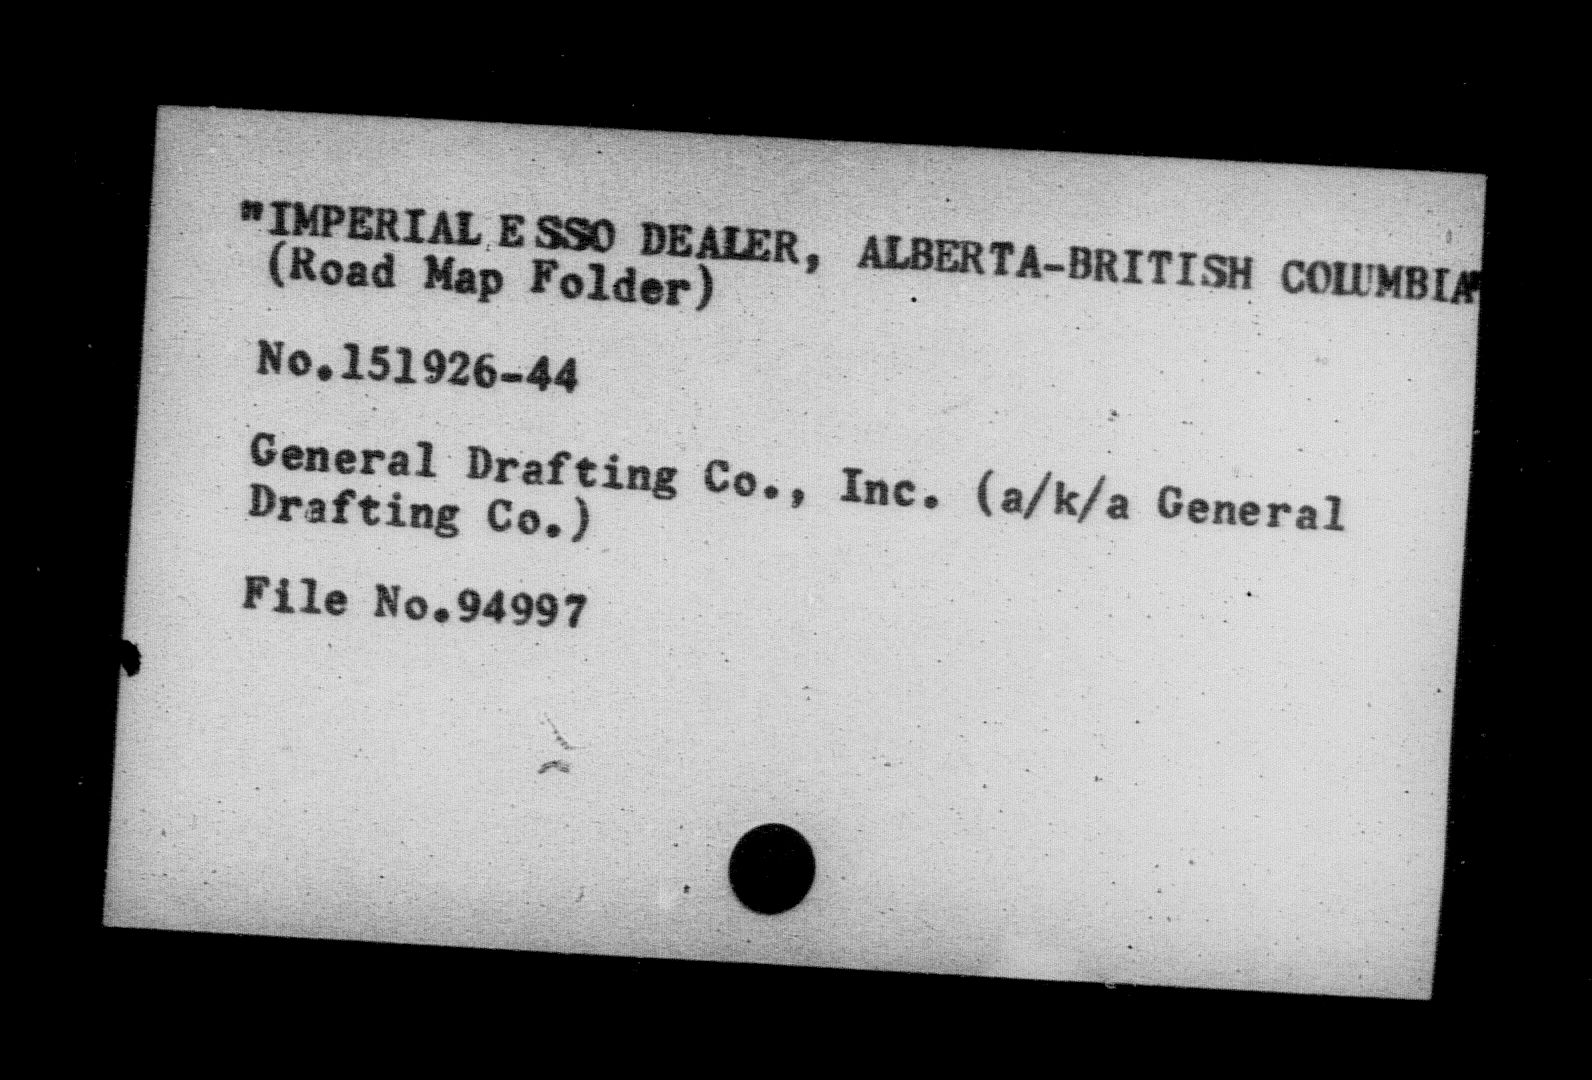 "IMPERIAL ESSO DEALER, ALBERTA-BRITISH COLUMBIA"
(Road Map Folder)
No.151926-44
General Drafting Co., Inc. (a/k/a General
Drafting Co.)
File No.94997